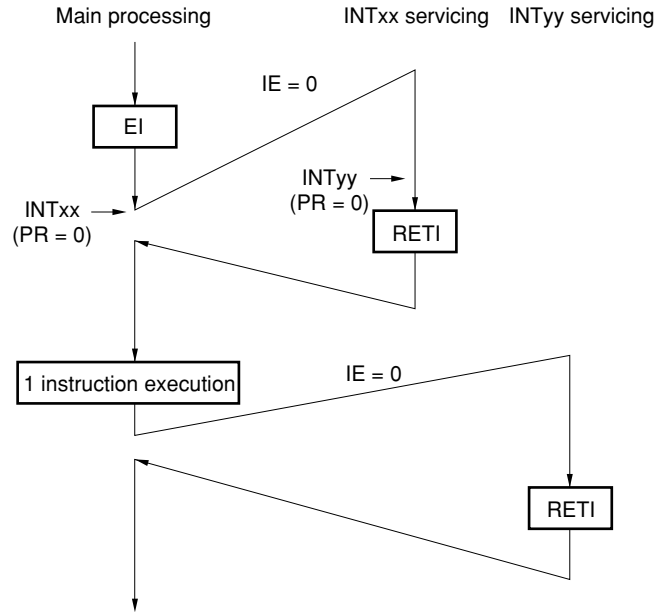 Main processing
INTxx servicing
INTyy servicing
IE = 0
EI
INTyy
(PR = 0)
INTxx
(PR = 0)
RETI
1 instruction execution
IE = 0
RETI